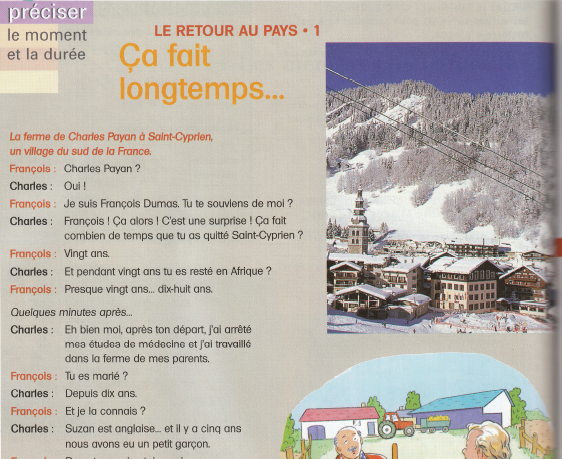 préciser
le moment
et la durée
LE RETOUR AU PAYS • 1
Ça fait
longtemps...
La ferme de Charles Payan à Saint-Cyprien,
un village du sud de la France.
François : Charles Payan ?
Charles : Oui !
François : Je suis François Dumas. Tu te souviens de moi ?
Charles : François ! Ça alors ! C'est une surprise ! Ça fait
combien de temps que tu as quitté Saint-Cyprien ?
François : Vingt ans.
Charles : Et pendant vingt ans tu es resté en Afrique ?
François : Presque vingt ans... dix-huit ans.
Quelques minutes après...
Charles : Eh bien moi, après ton départ, j'ai arrêté
mes études de médecine et j'ai travaillé
dans la ferme de mes parents.
François : Tu es marié ?
Charles : Depuis dix ans.
François : Et je la connais ?
Charles : Suzan est anglaise... et il y a cinq ans
nous avons eu un petit garçon.